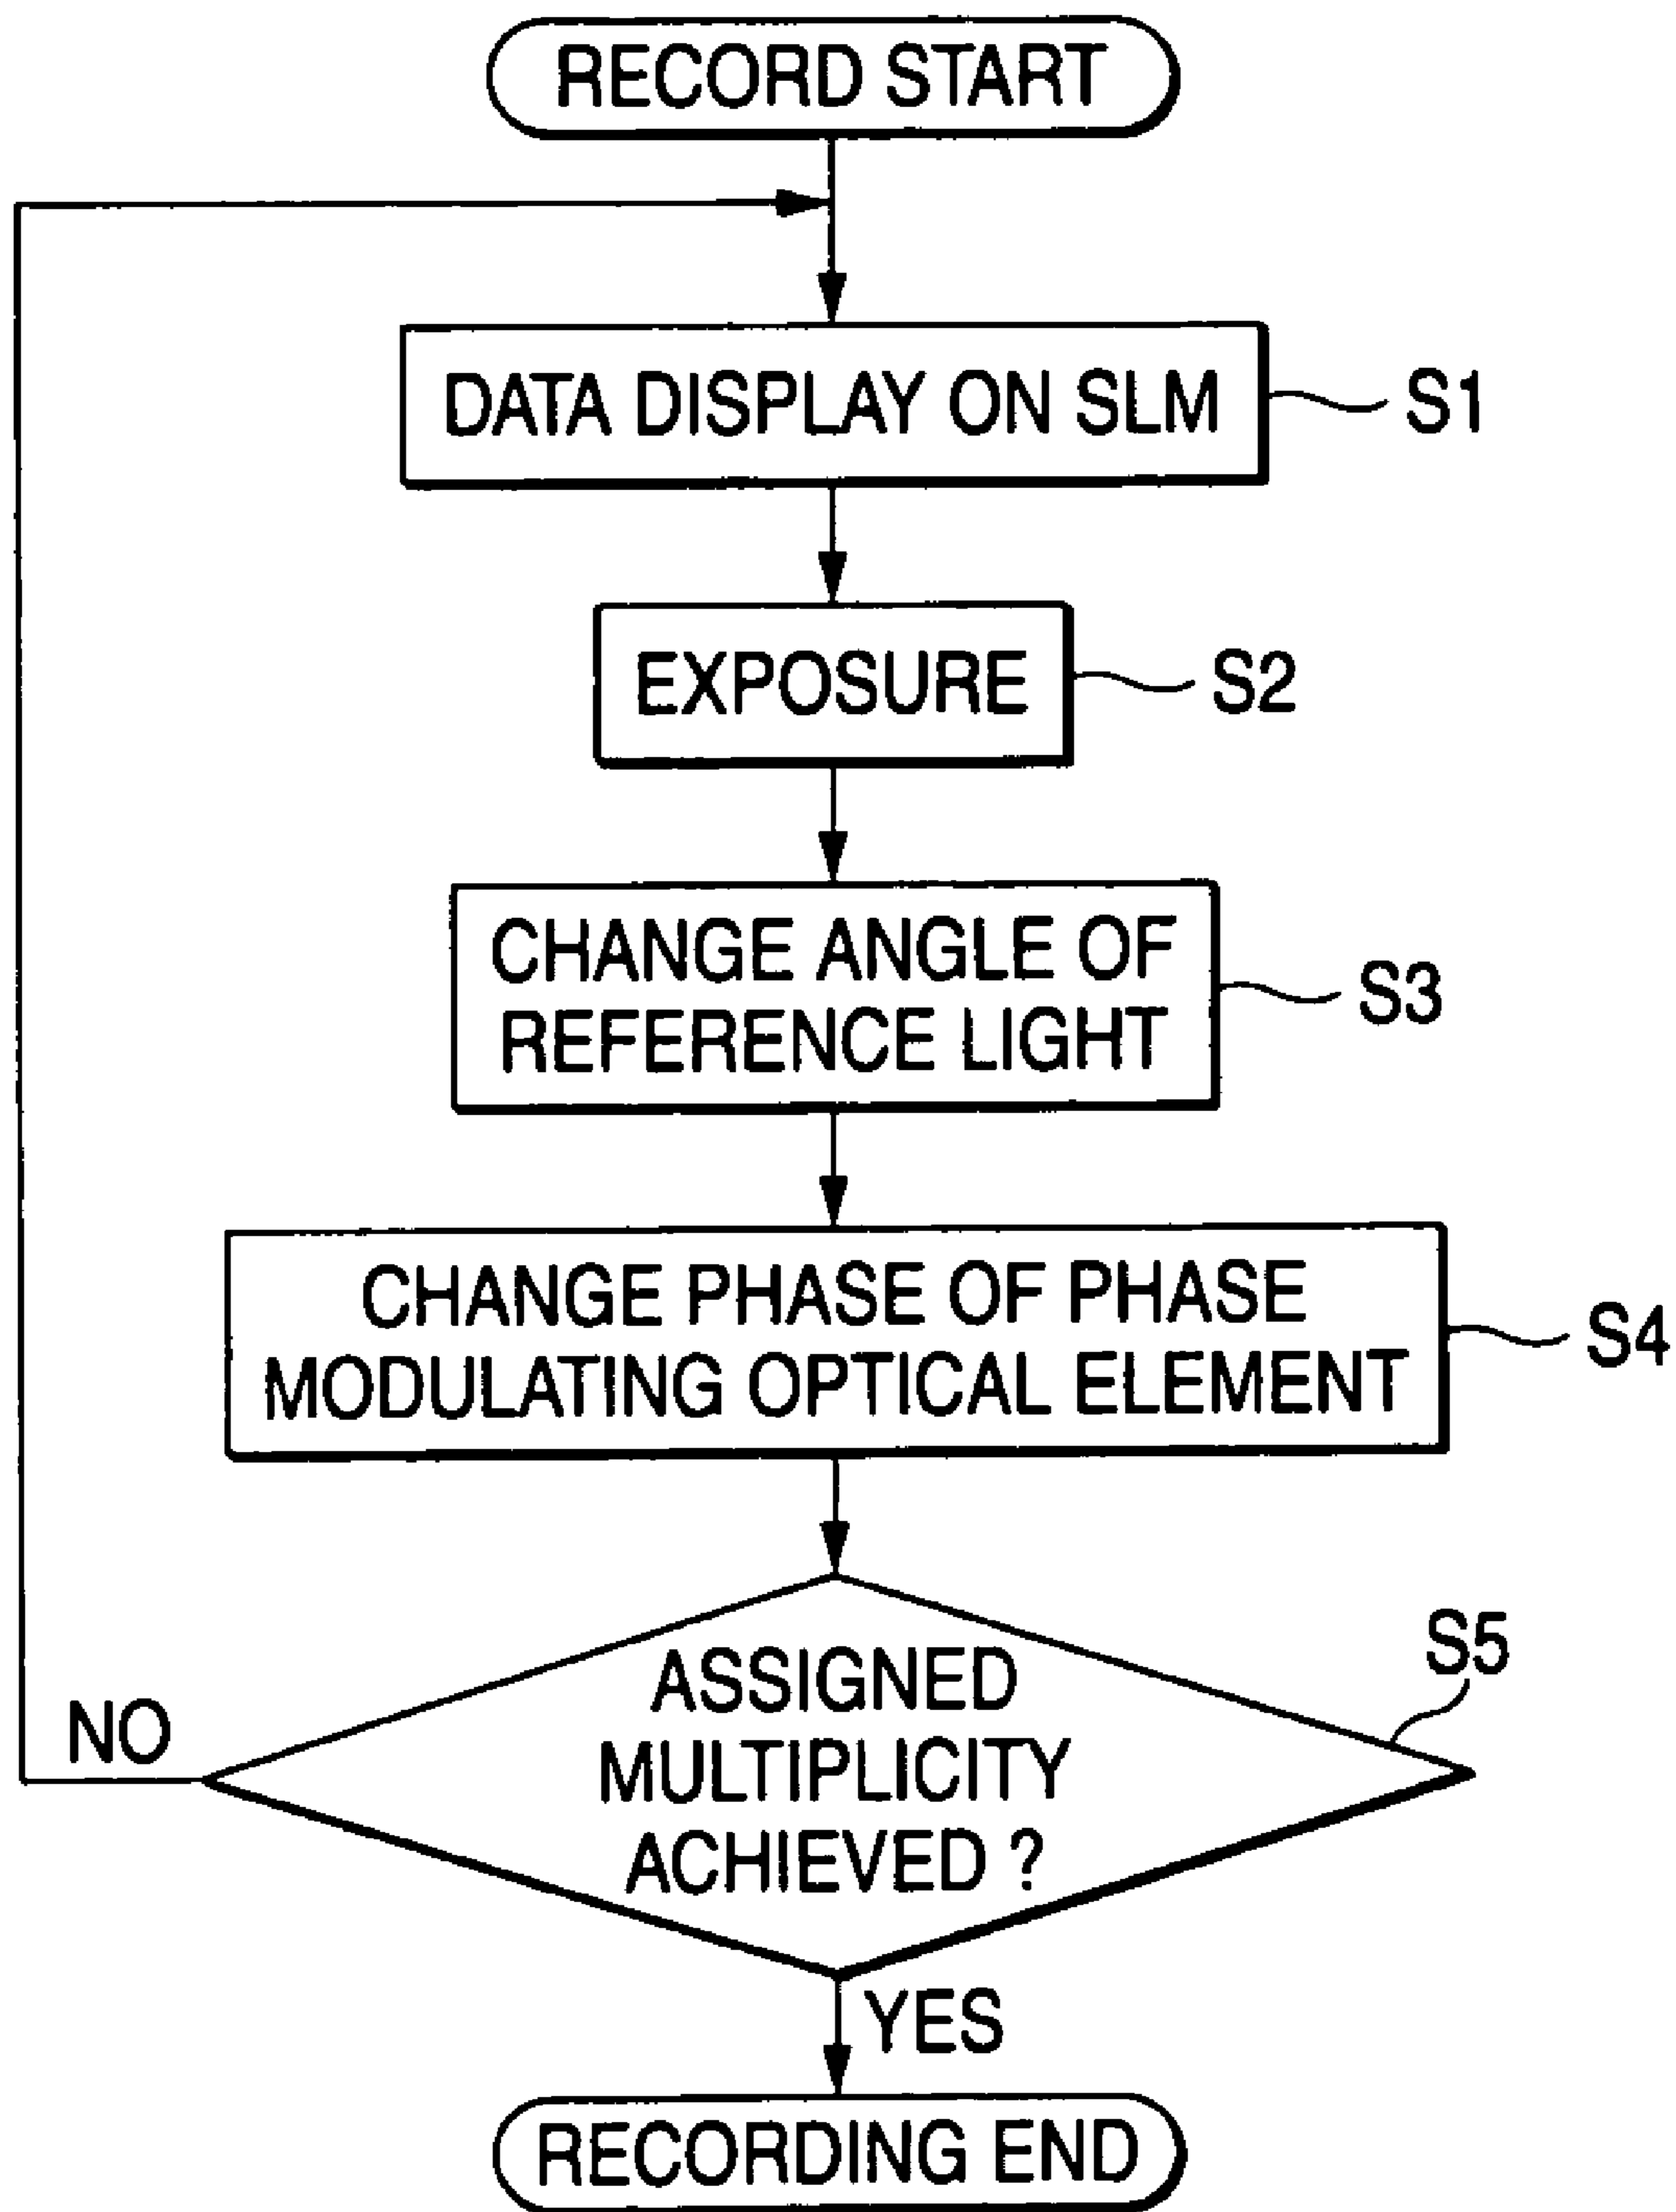 RECORD START
DATA DISPLAY ON SLM
S1
EXPOSURE
S2
CHANGE ANGLE OF
REFERENCE LIGHT
S3
CHANGE PHASE OF PHASE
MODULATING OPTICAL ELEMENT
S4
S5
ASSIGNED
MULTIPLICITY
ACHIEVED ?
NO
YES
RECORDING END